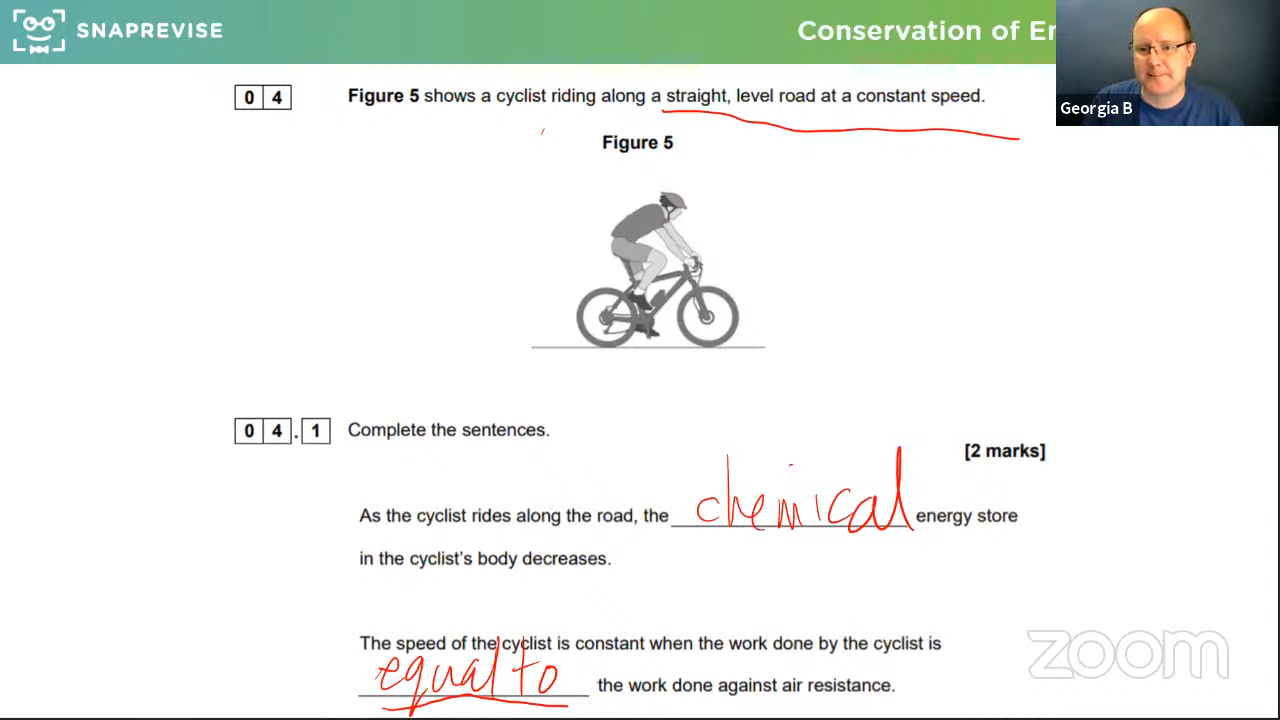 SNAPREVISE
Conservation of En
Georgia B
0 4 Figure 5 shows a cyclist riding along a straight, level road at a constant speed.
Figure 5
0 4 . 1 Complete the sentences.
[2 marks]
As the cyclist rides along the road, the chemical energy store
in the cyclist's body decreases.
The speed of the cyclist is constant when the work done by the cyclist is
equal to the work done against air resistance.
zoom